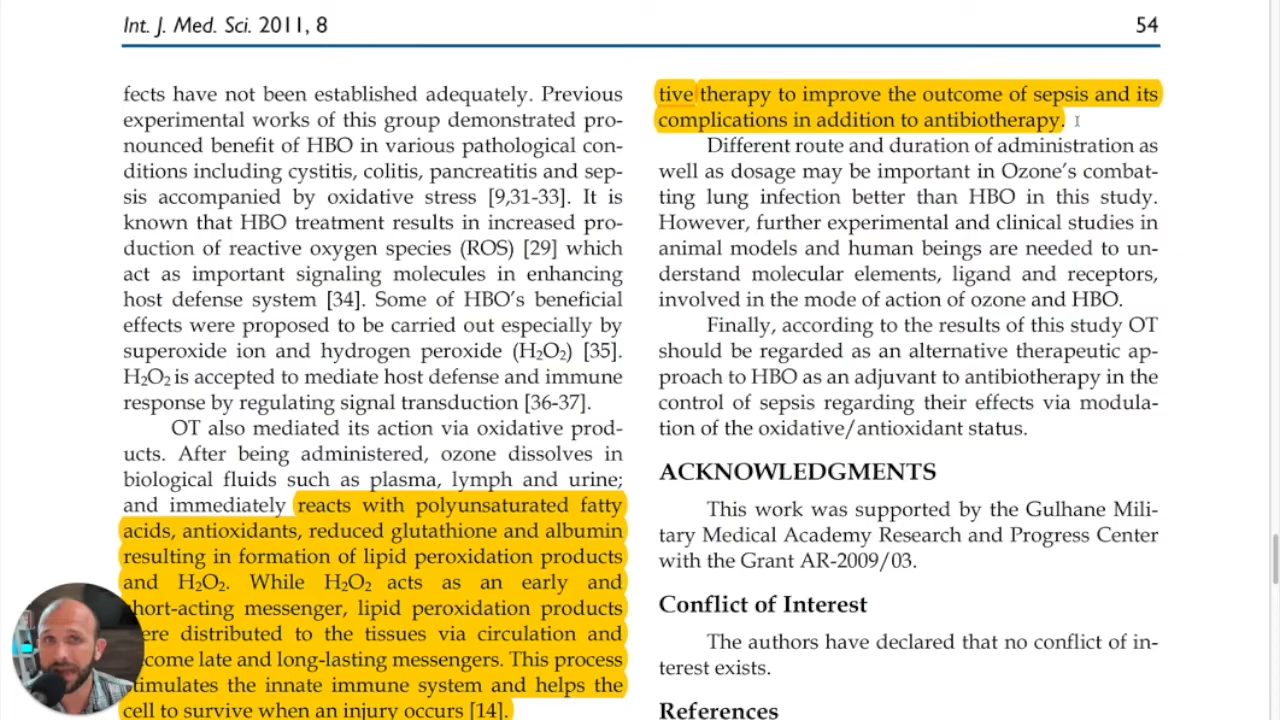 Int. J. Med. Sci. 2011, 8
54
fects have not been established adequately. Previous
experimental works of this group demonstrated pro-
nounced benefit of HBO in various pathological con-
ditions including cystitis, colitis, pancreatitis and sep-
sis accompanied by oxidative stress [9,31-33]. It is
known that HBO treatment results in increased pro-
duction of reactive oxygen species (ROS) [29] which
act as important signaling molecules in enhancing
host defense system [34]. Some of HBO's beneficial
effects were proposed to be carried out especially by
superoxide ion and hydrogen peroxide (H₂O₂) [35].
H₂O₂ is accepted to mediate host defense and immune
response by regulating signal transduction [36-37].
OT also mediated its action via oxidative prod-
ucts. After being administered, ozone dissolves in
biological fluids such as plasma, lymph and urine;
and immediately reacts with polyunsaturated fatty
acids, antioxidants, reduced glutathione and albumin
resulting in formation of lipid peroxidation products
and H₂O₂. While H₂O₂ acts as an early and
short-acting messenger, lipid peroxidation products
were distributed to the tissues via circulation and
become late and long-lasting messengers. This process
stimulates the innate immune system and helps the
cell to survive when an injury occurs [14].
tive therapy to improve the outcome of sepsis and its
complications in addition to antibiotherapy.
Different route and duration of administration as
well as dosage may be important in Ozone's combat-
ting lung infection better than HBO in this study.
However, further experimental and clinical studies in
animal models and human beings are needed to un-
derstand molecular elements, ligand and receptors,
involved in the mode of action of ozone and HBO.
Finally, according to the results of this study OT
should be regarded as an alternative therapeutic ap-
proach to HBO as an adjuvant to antibiotherapy in the
control of sepsis regarding their effects via modula-
tion of the oxidative/antioxidant status.
ACKNOWLEDGMENTS
This work was supported by the Gulhane Mili-
tary Medical Academy Research and Progress Center
with the Grant AR-2009/03.
Conflict of Interest
The authors have declared that no conflict of in-
terest exists.
References